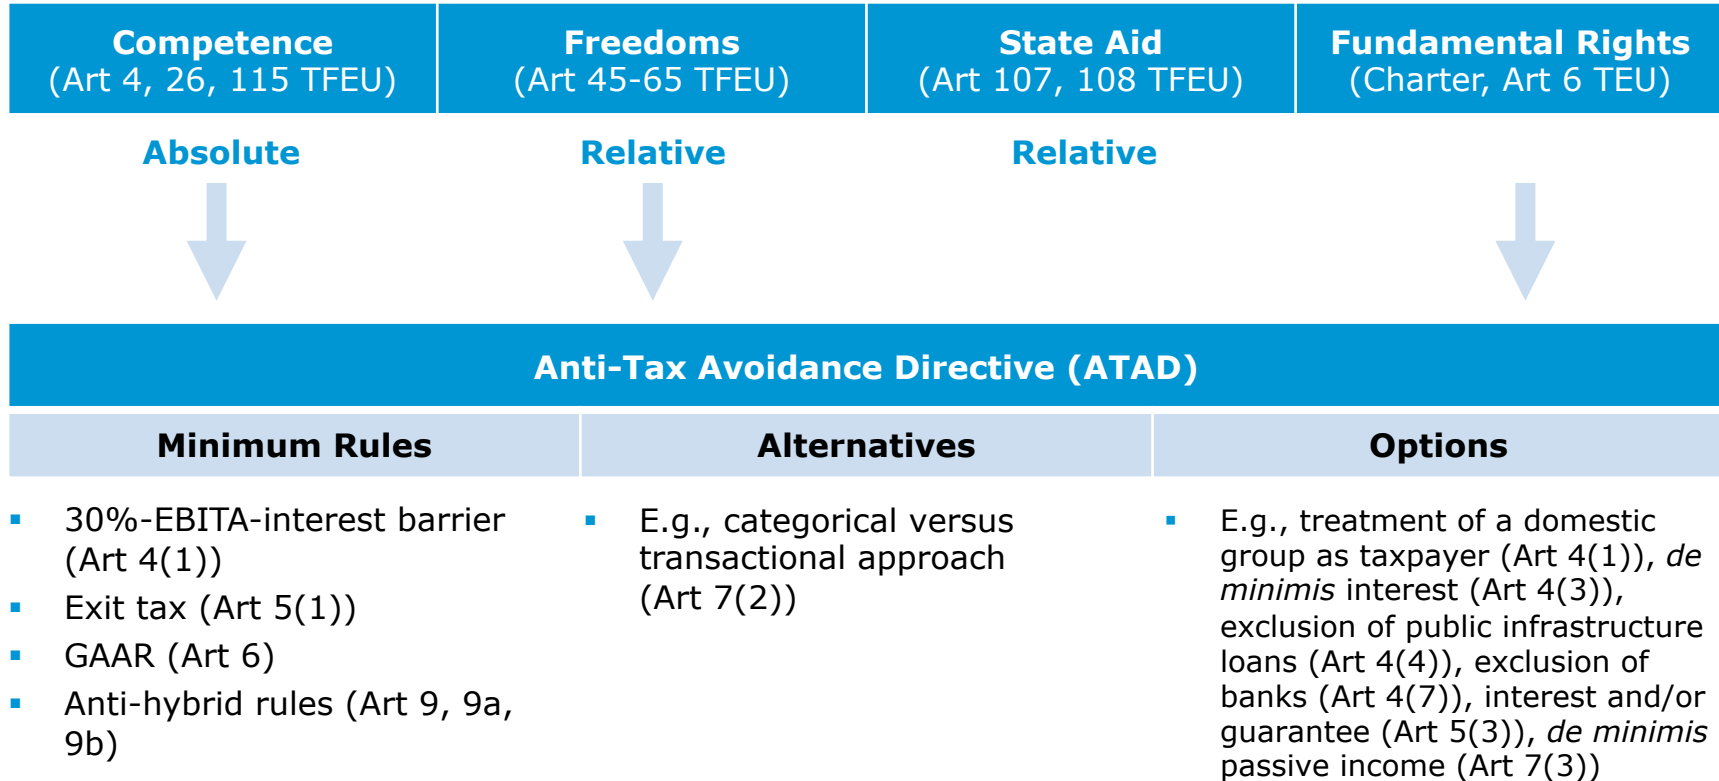 Competence
(Art 4, 26, 115 TFEU)
Freedoms
(Art 45-65 TFEU)
State Aid
(Art 107, 108 TFEU)
Fundamental Rights
(Charter, Art 6 TEU)
Absolute
Relative
Relative
Anti-Tax Avoidance Directive (ATAD)
Minimum Rules
Alternatives
Options
▪ 30%-EBITA-interest barrier
(Art 4(1))
▪ Exit tax (Art 5(1))
▪ GAAR (Art 6)
▪ Anti-hybrid rules (Art 9, 9a,
9b)
▪ E.g., categorical versus
transactional approach
(Art 7(2))
▪ E.g., treatment of a domestic
group as taxpayer (Art 4(1)), de
minimis interest (Art 4(3)),
exclusion of public infrastructure
loans (Art 4(4)), exclusion of
banks (Art 4(7)), interest and/or
guarantee (Art 5(3)), de minimis
passive income (Art 7(3))